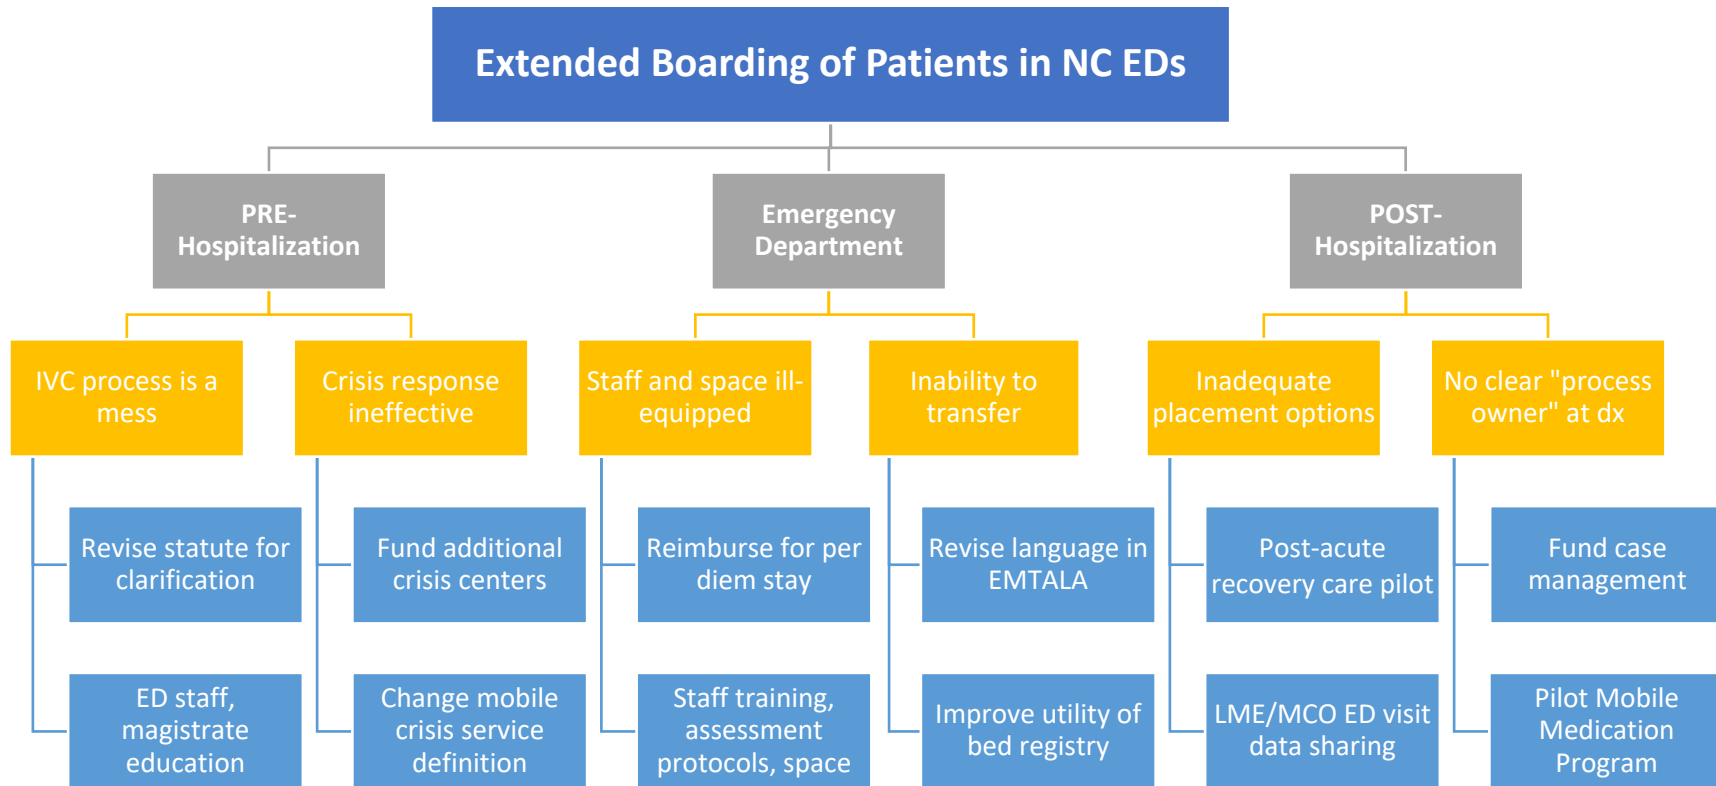 Extended Boarding of Patients in NC EDs
PRE-
Hospitalization
Emergency
Department
POST-
Hospitalization
IVC process is a
mess
Crisis response
ineffective
Staff and space ill-
equipped
Inability to
transfer
Inadequate
placement options
No clear "process
owner" at dx
Revise statute for
clarification
Fund additional
crisis centers
Reimburse for per
diem stay
Revise language in
EMTALA
Post-acute
recovery care pilot
Fund case
management
ED staff,
magistrate
education
Change mobile
crisis service
definition
Staff training,
assessment
protocols, space
Improve utility of
bed registry
LME/MCO ED visit
data sharing
Pilot Mobile
Medication
Program